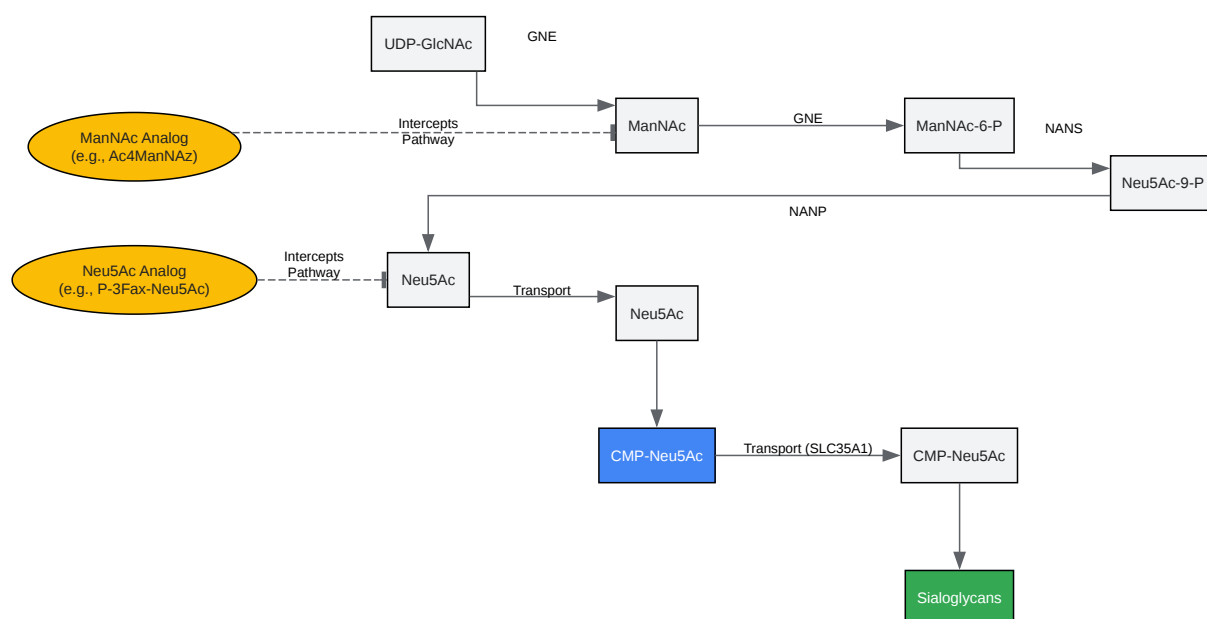 UDP-GlcNAc
GNE
ManNAc Analog
(e.g., Ac4ManNAz)
Intercepts
Pathway
ManNAc
GNE
ManNAc-6-P
NANS
Neu5Ac-9-P
NANP
Neu5Ac Analog
(e.g., P-3Fax-Neu5Ac)
Intercepts
Pathway
Neu5Ac
Transport
Neu5Ac
CMP-Neu5Ac
Transport (SLC35A1)
CMP-Neu5Ac
Sialoglycans